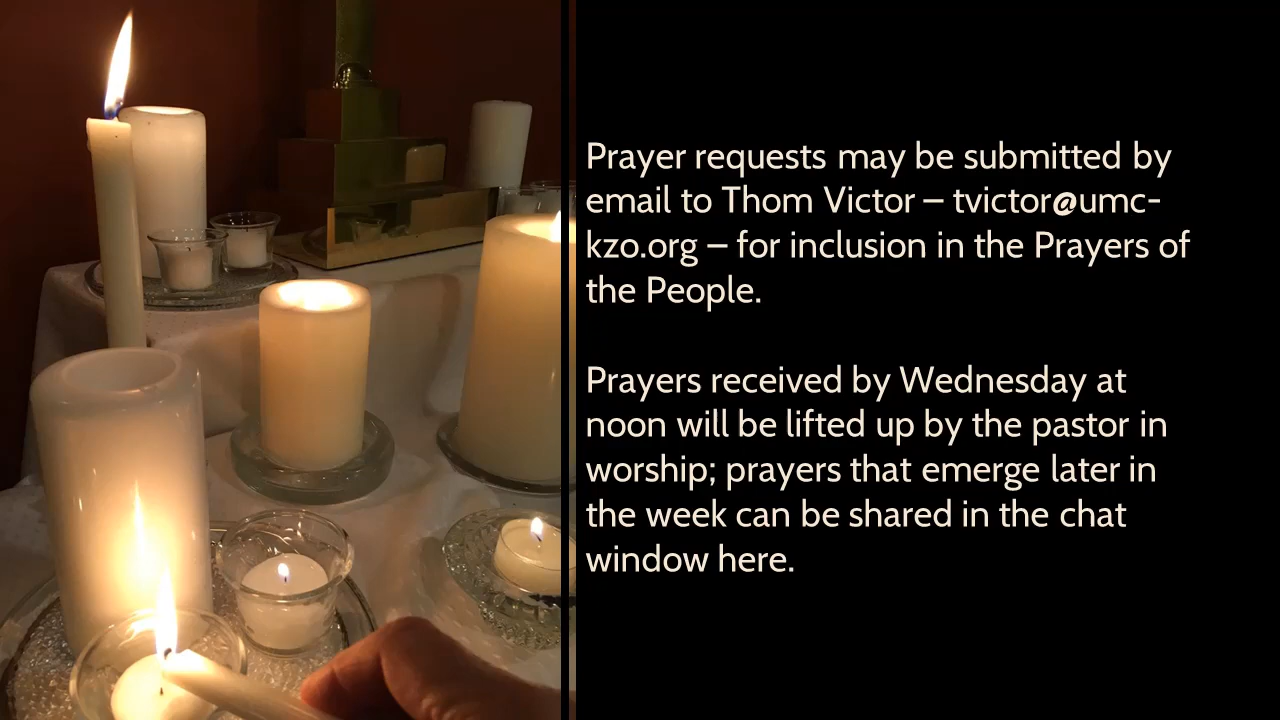 Prayer requests may be submitted by
email to Thom Victor – tvictor@umc-
kzo.org – for inclusion in the Prayers of
the People.
Prayers received by Wednesday at
noon will be lifted up by the pastor in
worship; prayers that emerge later in
the week can be shared in the chat
window here.